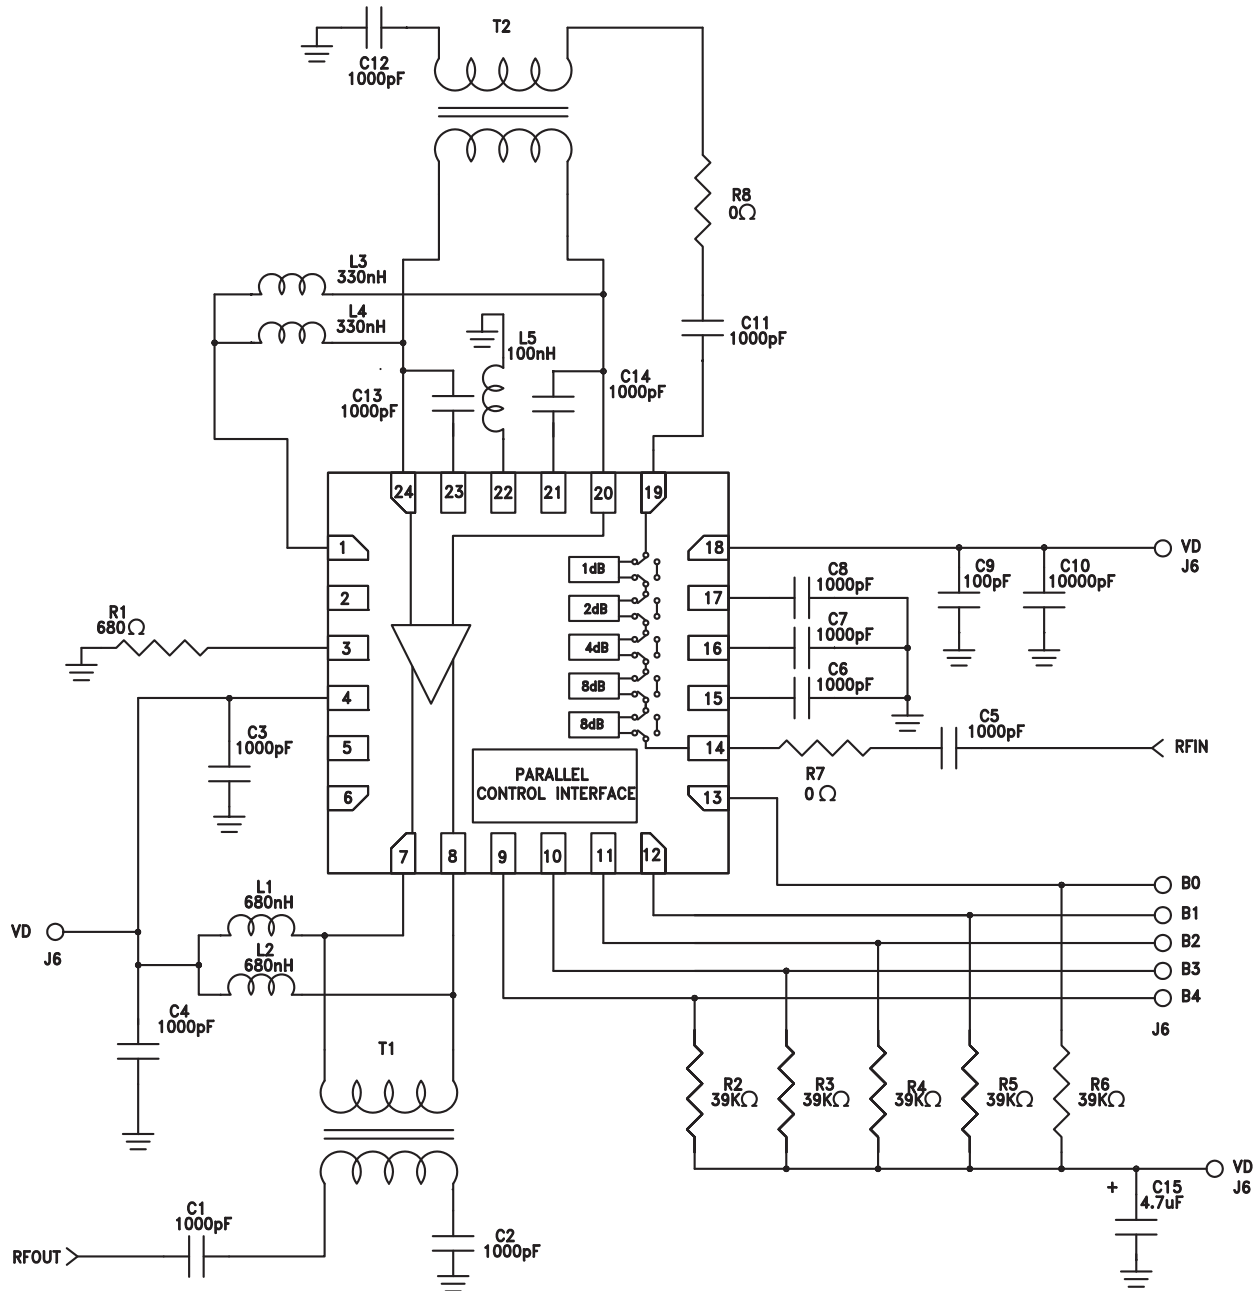 T2
C12
1000pF
R8
0Ω
L3
330nH
L4
330nH
L5
100nH
C11
1000pF
C13
1000pF
C14
1000pF
24 23 22 21 20 19
1
2
3
4
5
6
18
17
16
15
14
13
1dB
2dB
4dB
8dB
8dB
PARALLEL
CONTROL INTERFACE
7 8 9 10 11 12
C8
1000pF
C7
1000pF
C6
1000pF
C9
100pF
C10
10000pF
VD
J6
R1
680Ω
C3
1000pF
C5
1000pF
RFIN
R7
0 Ω
L1
680nH
L2
680nH
VD
J6
B0
B1
B2
B3
B4
J6
C4
1000pF
T1
R2
39KΩ
R3
39KΩ
R4
39KΩ
R5
39KΩ
R6
39KΩ
VD
J6
+
C15
4.7uF
C1
1000pF
C2
1000pF
RFOUT